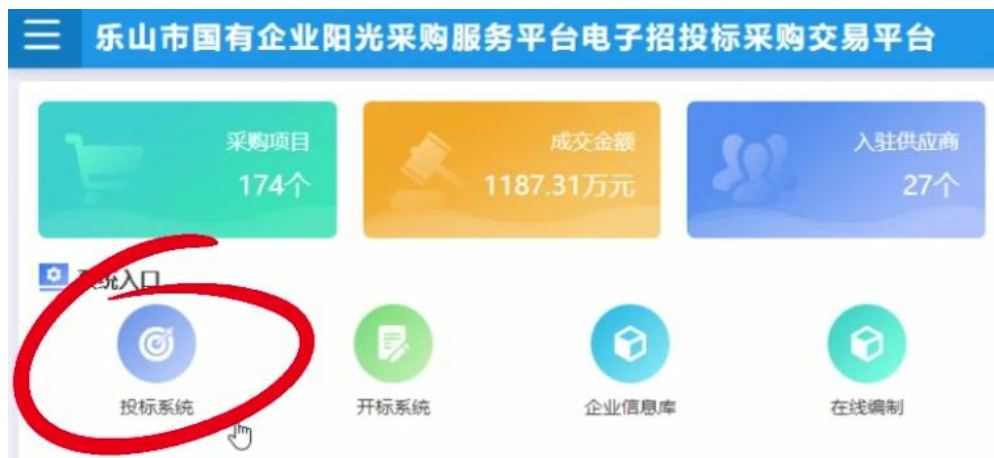 乐山市国有企业阳光采购服务平台电子招投标采购交易平台
采购项目
174个
成交金额
1187.31万元
入驻供应商
27个
系统入口
投标系统
开标系统
企业信息库
在线编制